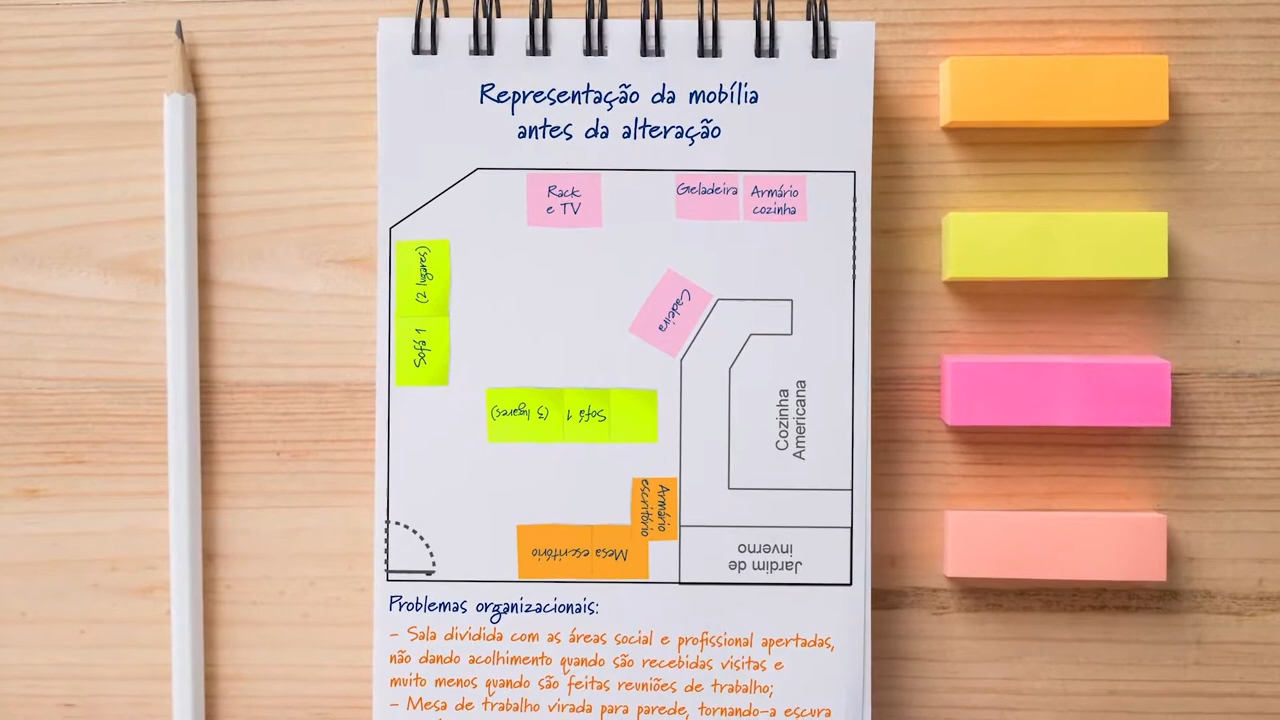 Representação da mobília
antes da alteração
Rack
e TV
Geladeira
Armário
cozinha
(2 lugares)
Sofá 1
Cadeira
(3 lugares)
Sofá 1
Cozinha
Americana
Armário
escritório
Mesa escritório
Jardim de
inverno
Problemas organizacionais:
- Sala dividida com as áreas social e profissional apertadas,
não dando acolhimento quando são recebidas visitas e
muito menos quando são feitas reuniões de trabalho;
- Mesa de trabalho virada para parede, tornando-a escura